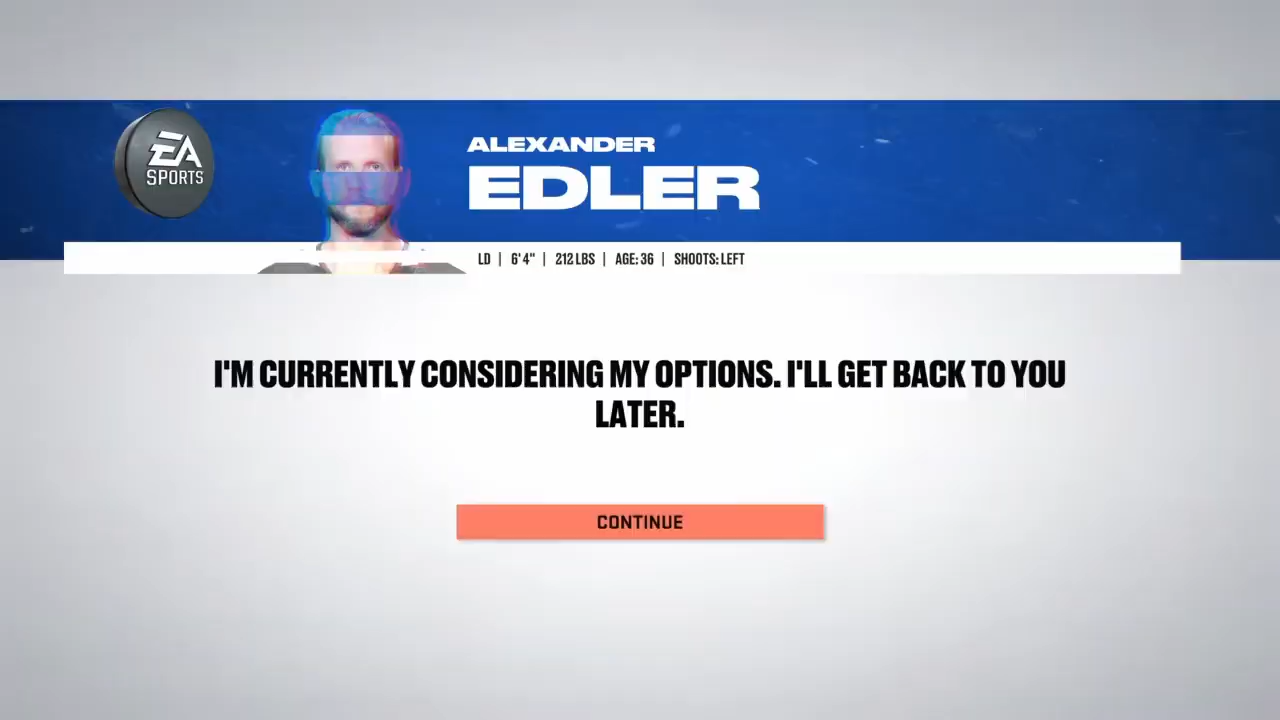 EA
SPORTS
ALEXANDER
EDLER
LD | 6'4" | 212 LBS | AGE: 36 | SHOOTS: LEFT
I'M CURRENTLY CONSIDERING MY OPTIONS. I'LL GET BACK TO YOU
LATER.
CONTINUE